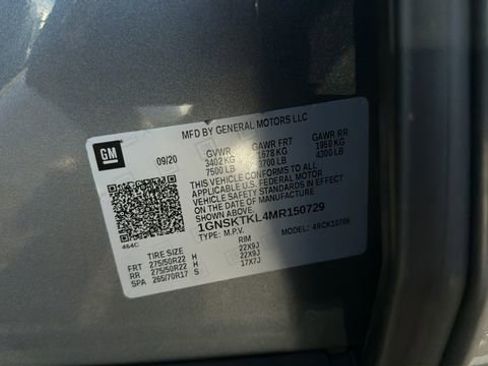 MFD BY GENERAL MOTORS LLC
GM
09/20
GVWR GAWR FRT GAWR RR
3402 KG 1678 KG 1950 KG
7500 LB 3700 LB 4300 LB
THIS VEHICLE CONFORMS TO ALL
APPLICABLE U.S. FEDERAL MOTOR
VEHICLE SAFETY STANDARDS IN EFFECT
ON THE DATE OF MANUFACTURE
SHOWN ABOVE
1GNSKTKL4MR150729
TYPE: M.P.V. MODEL:
464C
TIRE SIZE RIM
FRT 275/50R22 H 22X9J
RR 275/50R22 H 22X9J
SPA 265/70R17 S 17X7J